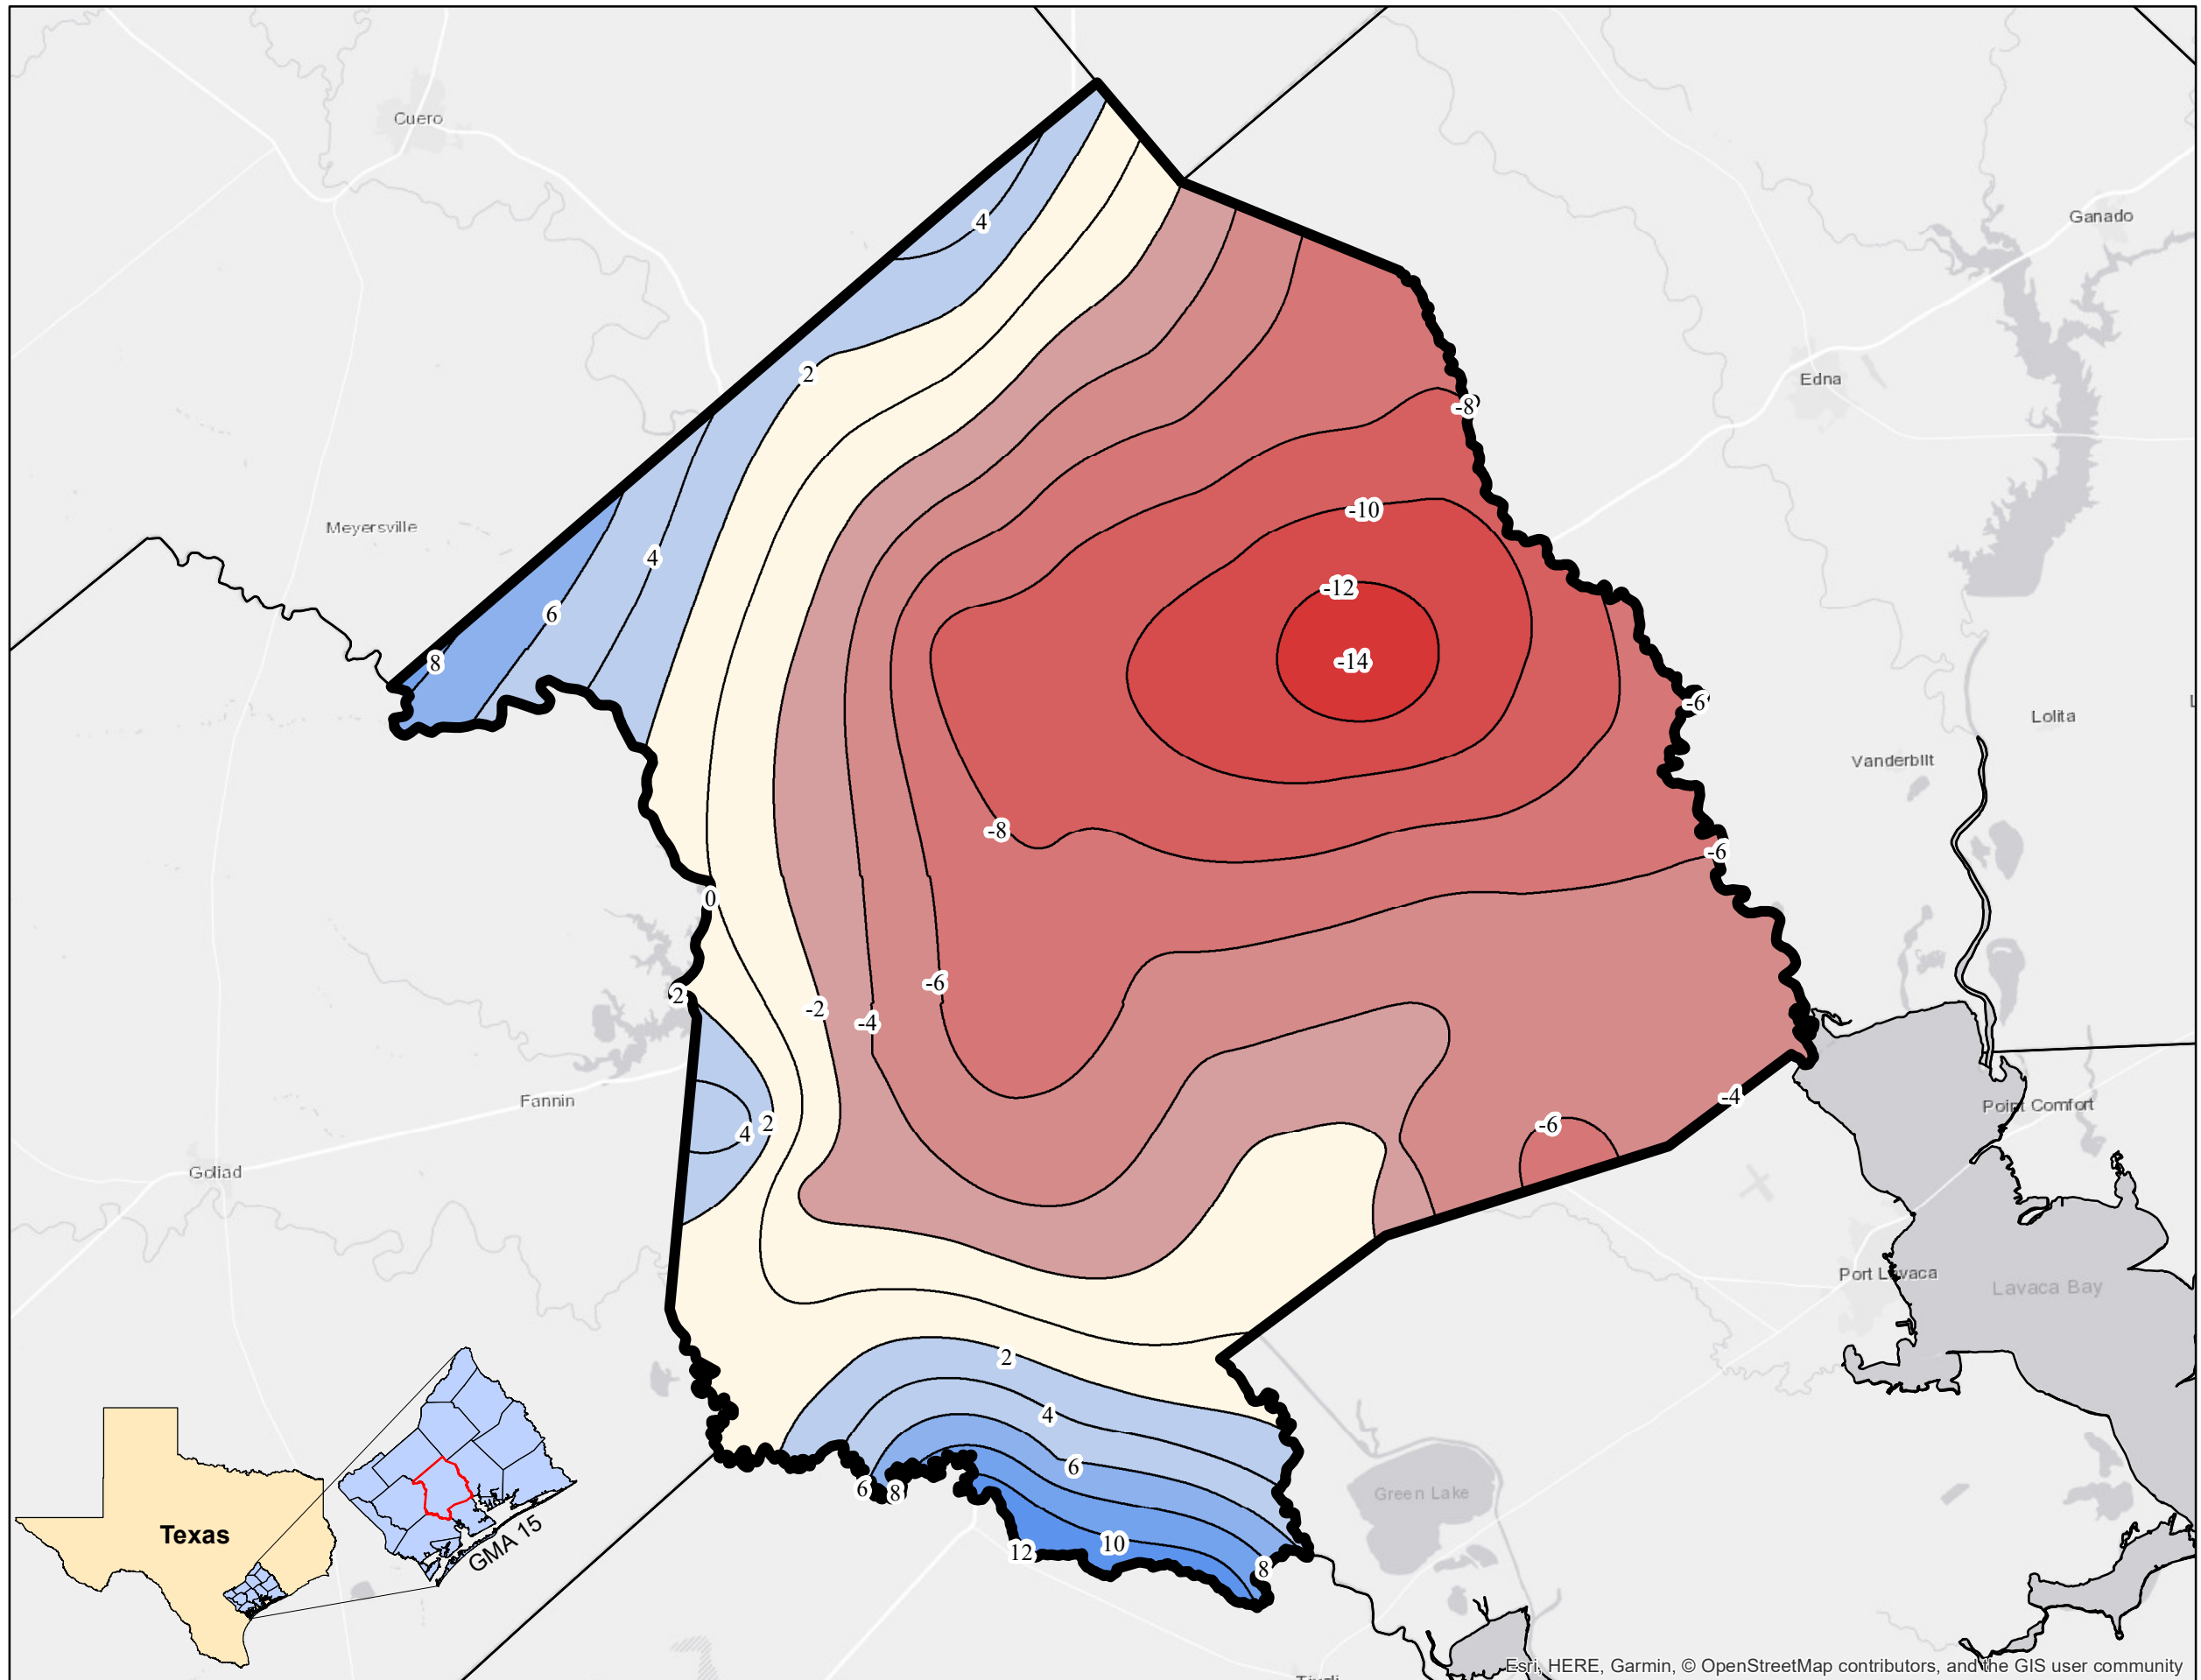 Cuero
Ganado
4
Edna
2
-8
-10
Meyersville
4
-12
6
8
-14
-6
Lolita
Vanderbilt
-8
-6
0
-6
2
-2
-4
Fannin
-4
Point Comfort
2
4
-6
Goliad
Port Lavaca
Lavaca Bay
2
4
6
6
8
Green Lake
Texas
GMA 15
10
12
8
Esri, HERE, Garmin, © OpenStreetMap contributors, and the GIS user community